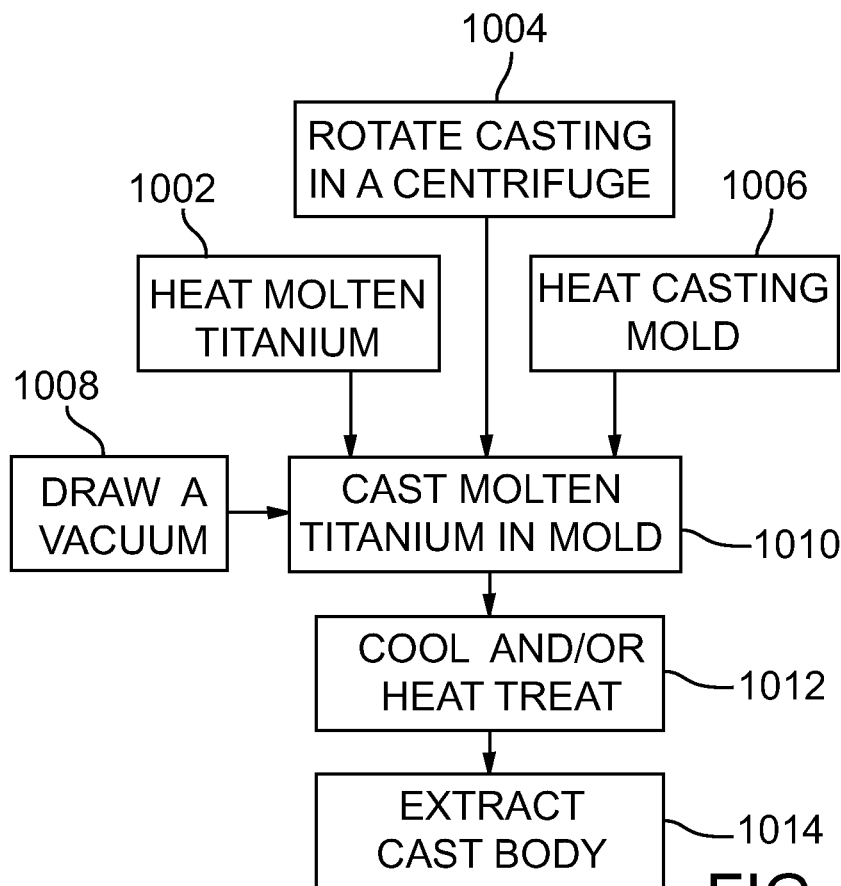 1004
ROTATE CASTING
IN A CENTRIFUGE
1002
HEAT MOLTEN
TITANIUM
1006
HEAT CASTING
MOLD
1008
DRAW A
VACUUM
CAST MOLTEN
TITANIUM IN MOLD
1010
COOL AND/OR
HEAT TREAT
1012
EXTRACT
CAST BODY
1014
FIG